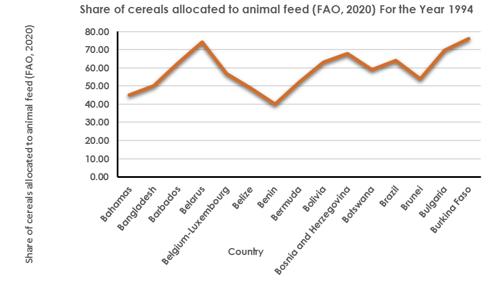 Share of cereals allocated to animal feed (FAO, 2020) For the Year 1994
Share of cereals allocated to animal feed (FAO, 2020)
80.00
70.00
60.00
50.00
40.00
30.00
20.00
10.00
0.00
Bahamas
Bangladesh
Barbados
Belarus
Belgium-Luxembourg
Belize
Benin
Bermuda
Bolivia
Bosnia and Herzegovina
Botswana
Brazil
Brunei
Bulgaria
Burkina Faso
Country